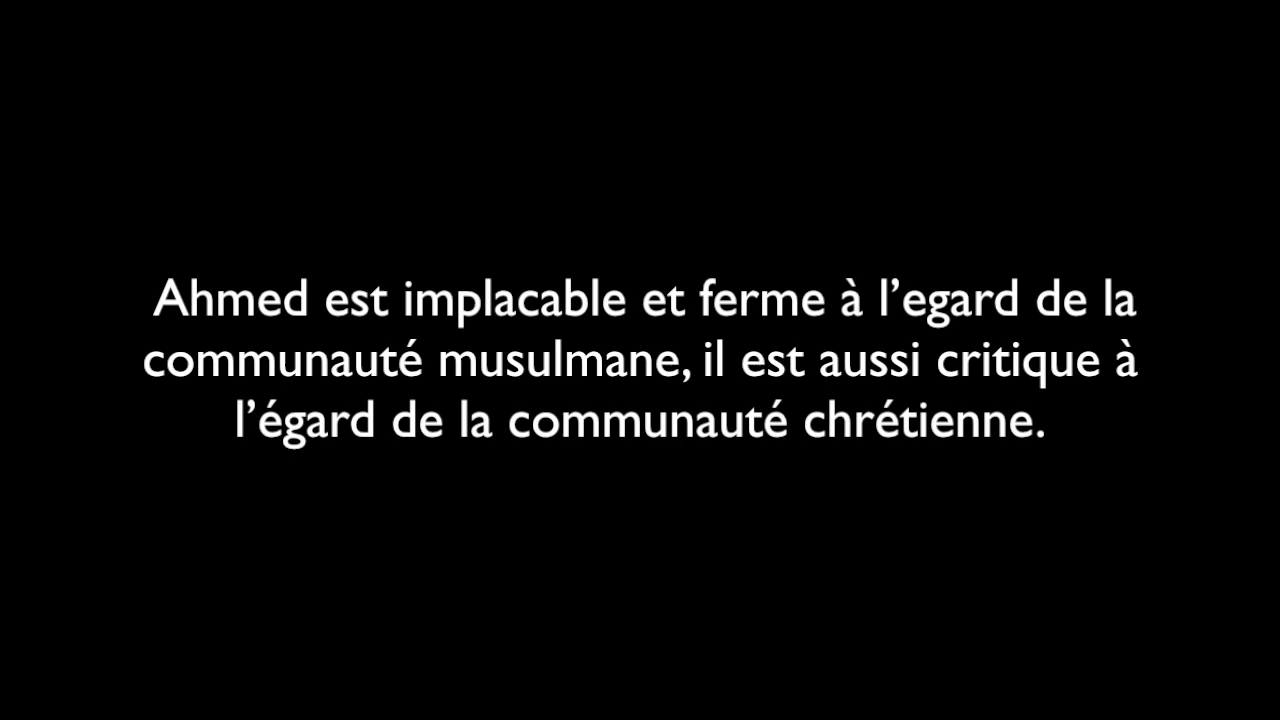 Ahmed est implacable et ferme à l’egard de la
communauté musulmane, il est aussi critique à
l’égard de la communauté chrétienne.